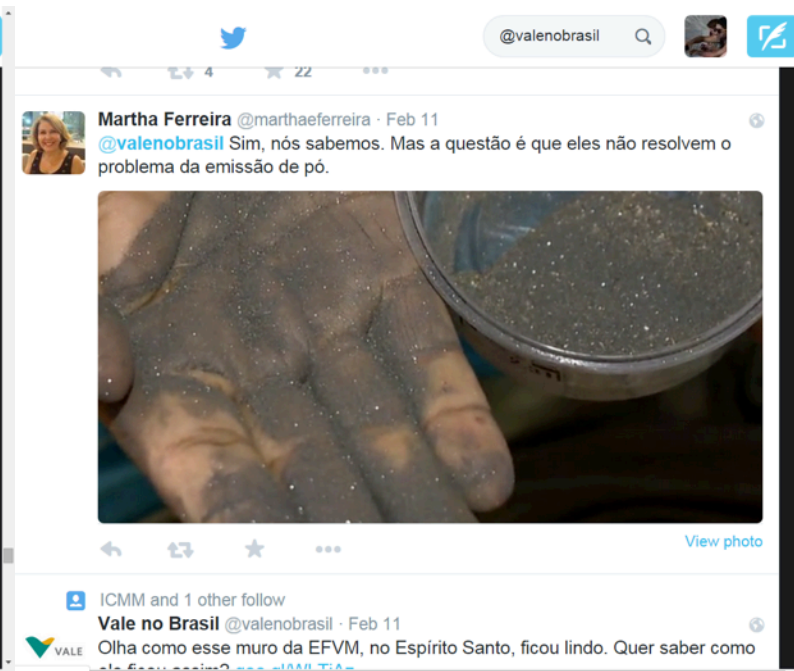 @valenobrasil
4 22
Martha Ferreira @marthaeferreira · Feb 11
@valenobrasil Sim, nós sabemos. Mas a questão é que eles não resolvem o
problema da emissão de pó.
View photo
ICMM and 1 other follow
Vale no Brasil @valenobrasil · Feb 11
VALE
Olha como esse muro da EFVM, no Espírito Santo, ficou lindo. Quer saber como